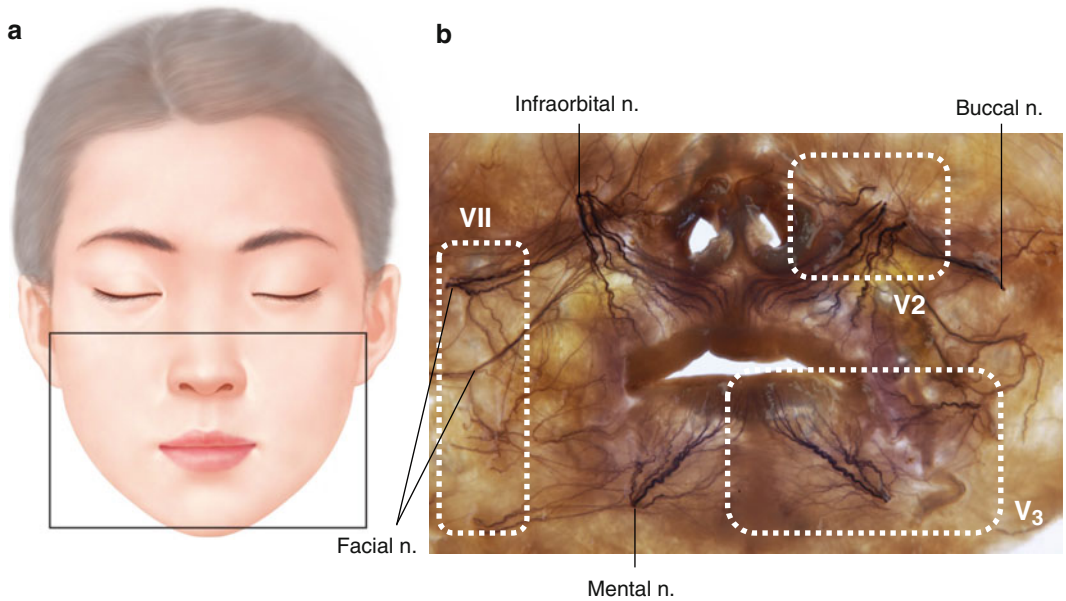 a
b
Infraorbital n.
Buccal n.
VII
V2
V3
Facial n.
Mental n.